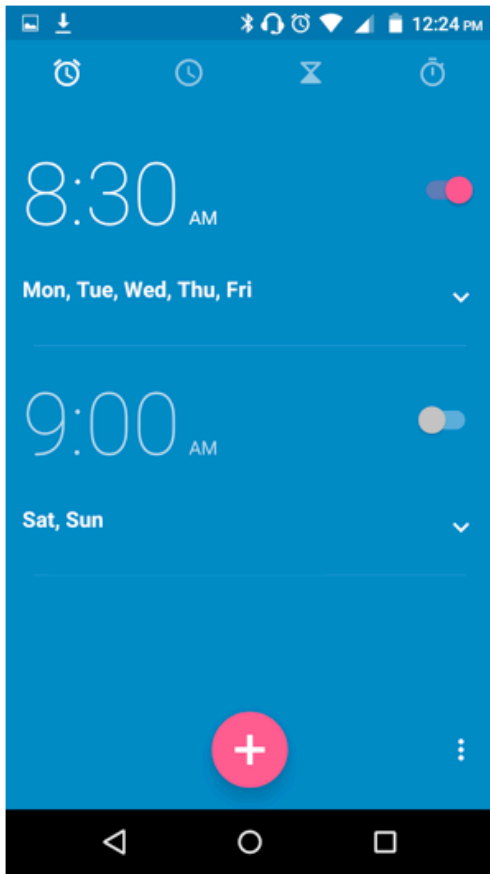 12:24 PM
8:30 AM
Mon, Tue, Wed, Thu, Fri
9:00 AM
Sat, Sun